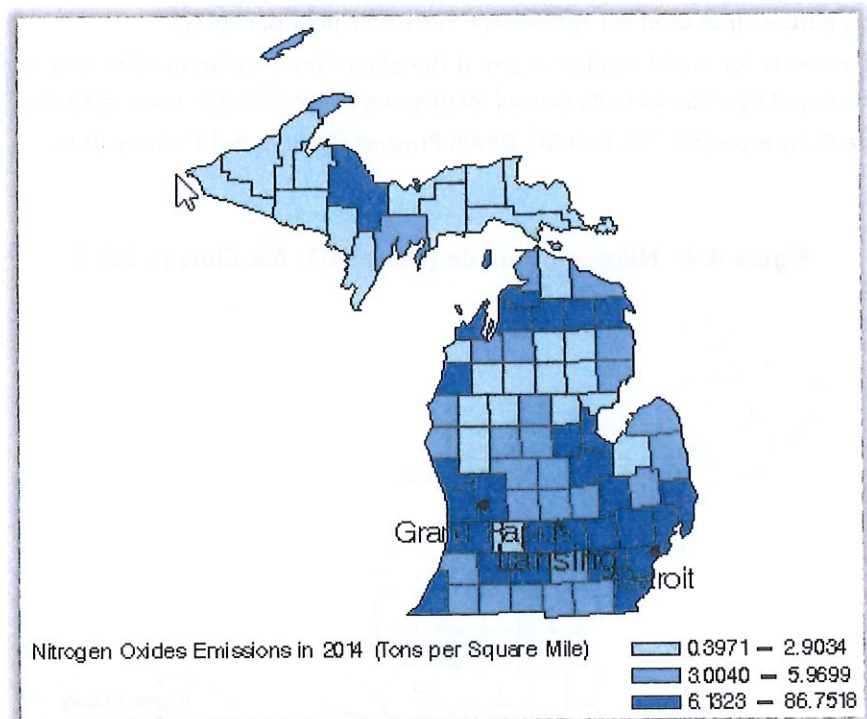 Grand Rapids
Lansing
Detroit
Nitrogen Oxides Emissions in 2014 (Tons per Square Mile)
0.3971 – 2.9034
3.0040 – 5.9699
6.1323 – 86.7518